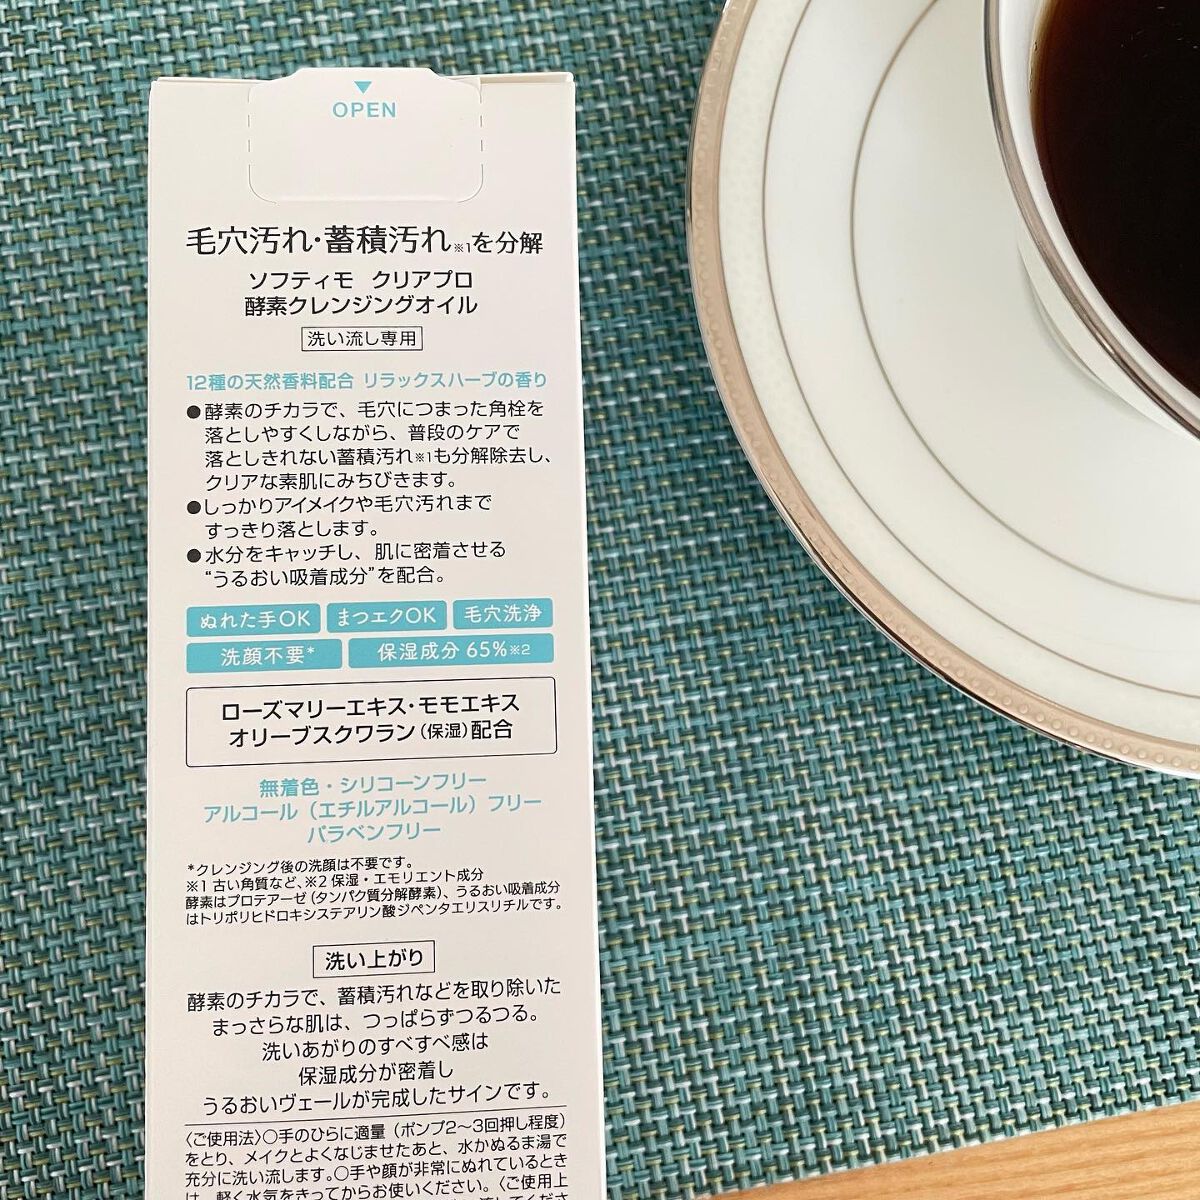 OPEN
毛穴汚れ・蓄積汚れ※1を分解
ソフティモ クリアプロ
酵素クレンジングオイル
洗い流し専用
12種の天然香料配合 リラックスハーブの香り
●酵素のチカラで、毛穴につまった角栓を
落としやすくしながら、普段のケアで
落としきれない蓄積汚れ※1も分解除去し、
クリアな素肌にみちびきます。
●しっかりアイメイクや毛穴汚れまで
すっきり落とします。
●水分をキャッチし、肌に密着させる
“うるおい吸着成分”を配合。
ぬれた手OK まつエクOK 毛穴洗浄
洗顔不要* 保湿成分 65%※2
ローズマリーエキス・モモエキス
オリーブスクワラン(保湿)配合
無着色・シリコーンフリー
アルコール(エチルアルコール)フリー
パラベンフリー
*クレンジング後の洗顔は不要です。
※1 古い角質など、※2 保湿・エモリエント成分
酵素はプロテアーゼ(タンパク質分解酵素)、うるおい吸着成分
はトリポリヒドロキシステアリン酸ジペンタエリスリチルです。
洗い上がり
酵素のチカラで、蓄積汚れなどを取り除いた
まっさらな肌は、つっぱらずつるつる。
洗いあがりのすべすべ感は
保湿成分が密着し
うるおいヴェールが完成したサインです。
〈ご使用法〉○手のひらに適量(ポンプ2〜3回押し程度)
をとり、メイクとよくなじませたあと、水かぬるま湯で
充分に洗い流します。○手や顔が非常にぬれているとき
は、軽く水気をきってからお使いください。〈ご使用上